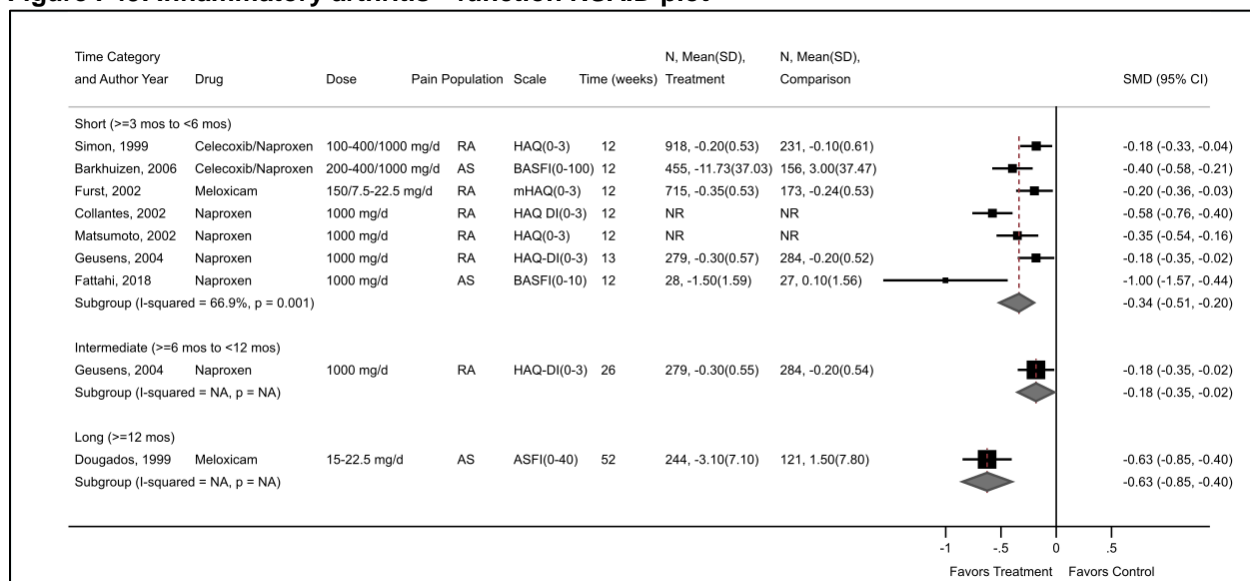 Time Category N, Mean(SD), N, Mean(SD),
and Author Year Drug Dose Pain Population Scale Time (weeks) Treatment Comparison SMD (95% CI)
Short (>=3 mos to <6 mos)
Simon, 1999 Celecoxib/Naproxen 100-400/1000 mg/d RA HAQ(0-3) 12 918, -0.20(0.53) 231, -0.10(0.61) -0.18 (-0.33, -0.04)
Barkhuizen, 2006 Celecoxib/Naproxen 200-400/1000 mg/d AS BASFI(0-100) 12 455, -11.73(37.03) 156, 3.00(37.47) -0.40 (-0.58, -0.21)
Furst, 2002 Meloxicam 150/7.5-22.5 mg/d RA mHAQ(0-3) 12 715, -0.35(0.53) 173, -0.24(0.53) -0.20 (-0.36, -0.03)
Collantes, 2002 Naproxen 1000 mg/d RA HAQ DI(0-3) 12 NR NR -0.58 (-0.76, -0.40)
Matsumoto, 2002 Naproxen 1000 mg/d RA HAQ(0-3) 12 NR NR -0.35 (-0.54, -0.16)
Geusens, 2004 Naproxen 1000 mg/d RA HAQ-DI(0-3) 13 279, -0.30(0.57) 284, -0.20(0.52) -0.18 (-0.35, -0.02)
Fattahi, 2018 Naproxen 1000 mg/d AS BASFI(0-10) 12 28, -1.50(1.59) 27, 0.10(1.56) -1.00 (-1.57, -0.44)
Subgroup (I-squared = 66.9%, p = 0.001) -0.34 (-0.51, -0.20)
Intermediate (>=6 mos to <12 mos)
Geusens, 2004 Naproxen 1000 mg/d RA HAQ-DI(0-3) 26 279, -0.30(0.55) 284, -0.20(0.54) -0.18 (-0.35, -0.02)
Subgroup (I-squared = NA, p = NA) -0.18 (-0.35, -0.02)
Long (>=12 mos)
Dougados, 1999 Meloxicam 15-22.5 mg/d AS ASFI(0-40) 52 244, -3.10(7.10) 121, 1.50(7.80) -0.63 (-0.85, -0.40)
Subgroup (I-squared = NA, p = NA) -0.63 (-0.85, -0.40)
-1 -.5 0 .5
Favors Treatment Favors Control